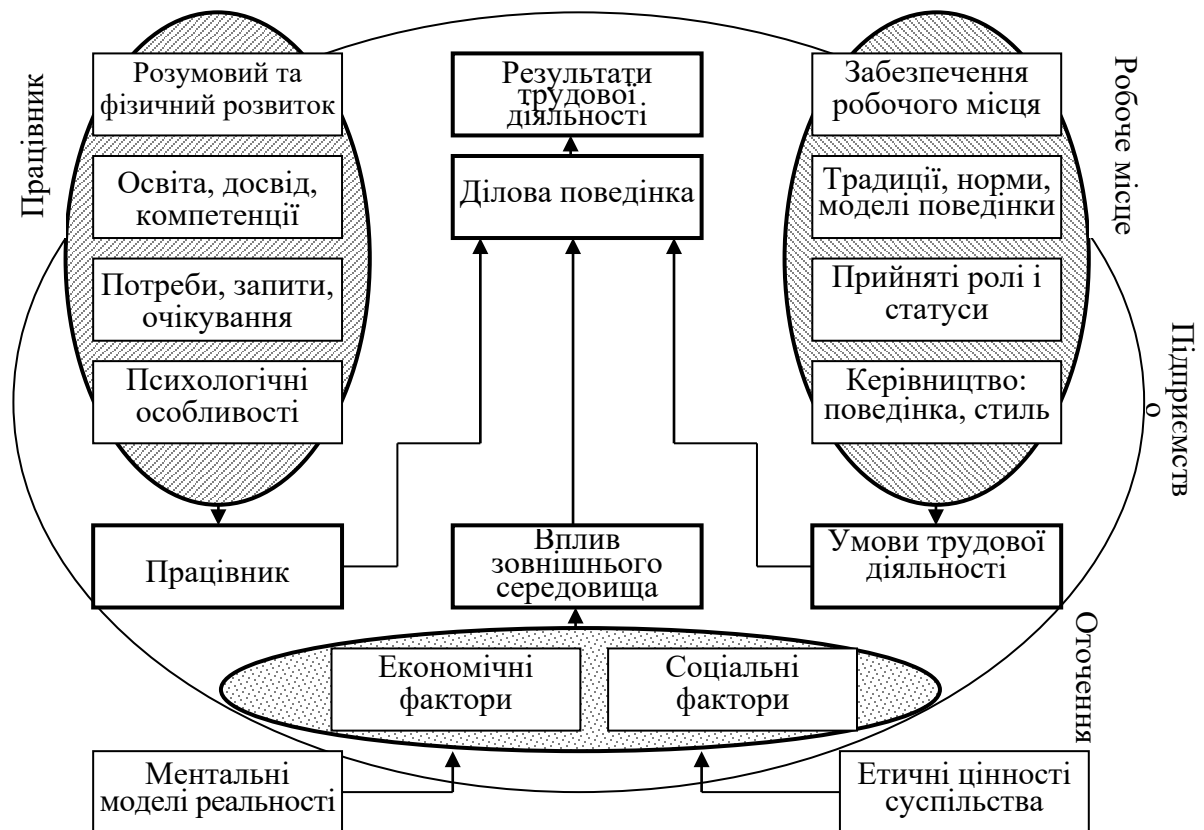 Працівник
Розумовий та
фізичний розвиток
Освіта, досвід,
компетенції
Потреби, запити,
очікування
Психологічні
особливості
Результати
трудової
діяльності
Ділова поведінка
Забезпечення
робочого місця
Традиції, норми,
моделі поведінки
Прийняті ролі і
статуси
Керівництво:
поведінка, стиль
Робоче місце
Підприємств
о
Працівник
Вплив
зовнішнього
середовища
Умови трудової
діяльності
Економічні
фактори
Соціальні
фактори
Оточення
Ментальні
моделі реальності
Етичні цінності
суспільства